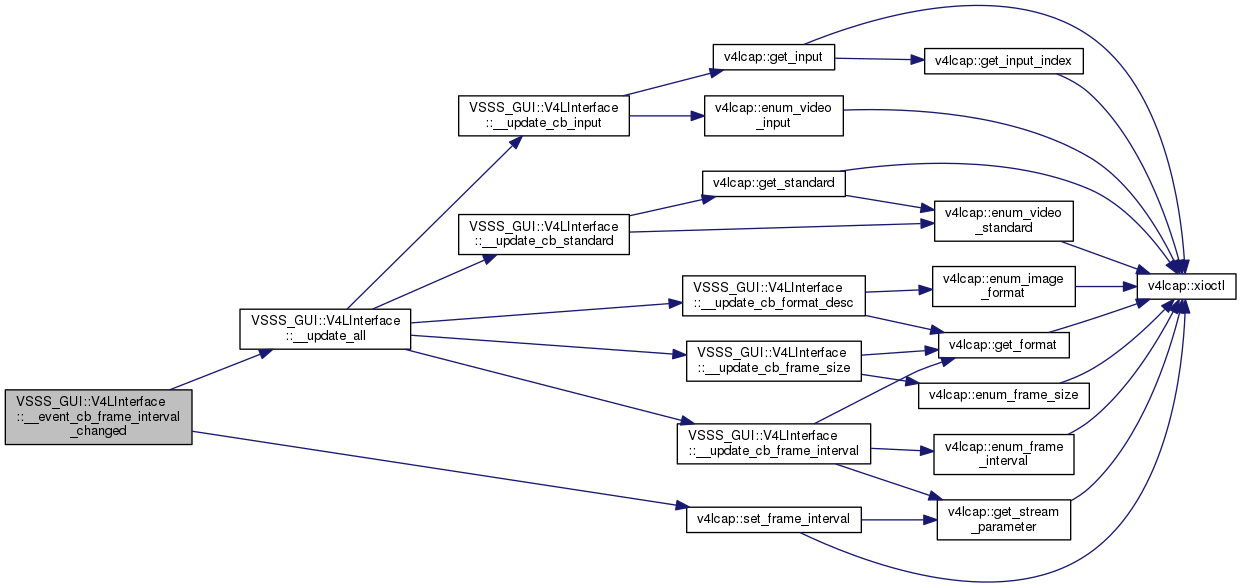 v4lcap::get_input
v4lcap::get_input_index
VSSS_GUI::V4LInterface
::__update_cb_input
v4lcap::enum_video
_input
v4lcap::get_standard
v4lcap::enum_video
_standard
VSSS_GUI::V4LInterface
::__update_cb_standard
v4lcap::enum_image
_format
v4lcap::xioctl
VSSS_GUI::V4LInterface
::__update_cb_format_desc
VSSS_GUI::V4LInterface
::__update_all
v4lcap::get_format
VSSS_GUI::V4LInterface
::__update_cb_frame_size
v4lcap::enum_frame_size
VSSS_GUI::V4LInterface
::__event_cb_frame_interval
_changed
VSSS_GUI::V4LInterface
::__update_cb_frame_interval
v4lcap::enum_frame
_interval
v4lcap::set_frame_interval
v4lcap::get_stream
_parameter